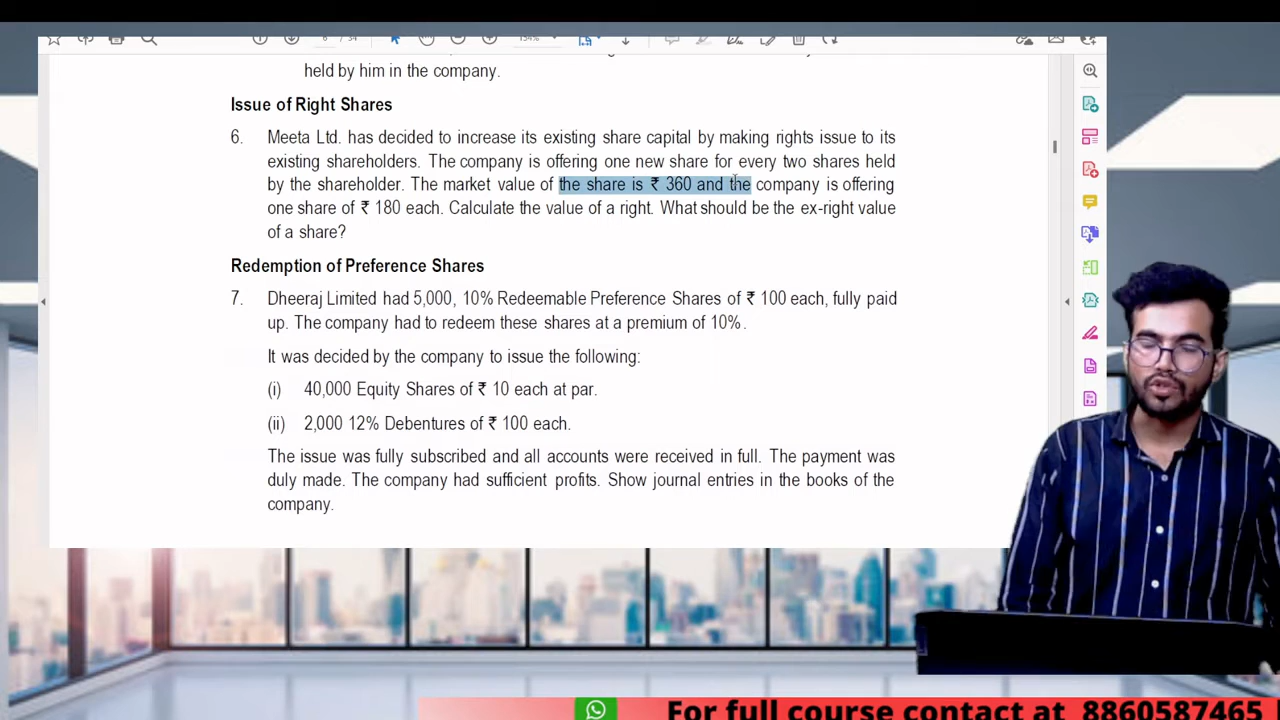 held by him in the company.
Issue of Right Shares
6. Meeta Ltd. has decided to increase its existing share capital by making rights issue to its
existing shareholders. The company is offering one new share for every two shares held
by the shareholder. The market value of the share is ₹ 360 and the company is offering
one share of ₹ 180 each. Calculate the value of a right. What should be the ex-right value
of a share?
Redemption of Preference Shares
7. Dheeraj Limited had 5,000, 10% Redeemable Preference Shares of ₹ 100 each, fully paid
up. The company had to redeem these shares at a premium of 10%.
It was decided by the company to issue the following:
(i) 40,000 Equity Shares of ₹ 10 each at par.
(ii) 2,000 12% Debentures of ₹ 100 each.
The issue was fully subscribed and all accounts were received in full. The payment was
duly made. The company had sufficient profits. Show journal entries in the books of the
company.
For full course contact at 8860587465